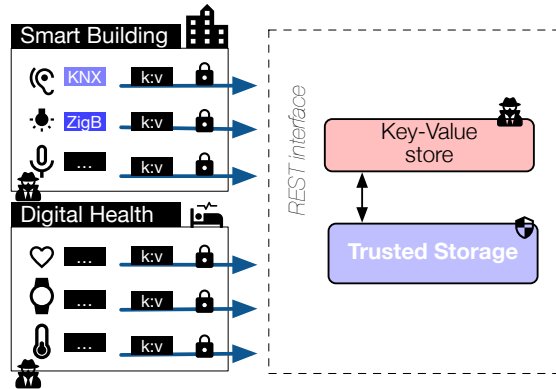 Smart Building
KNX k:v
ZigB k:v
... k:v
Digital Health
... k:v
... k:v
... k:v
REST interface
Key-Value
store
Trusted Storage